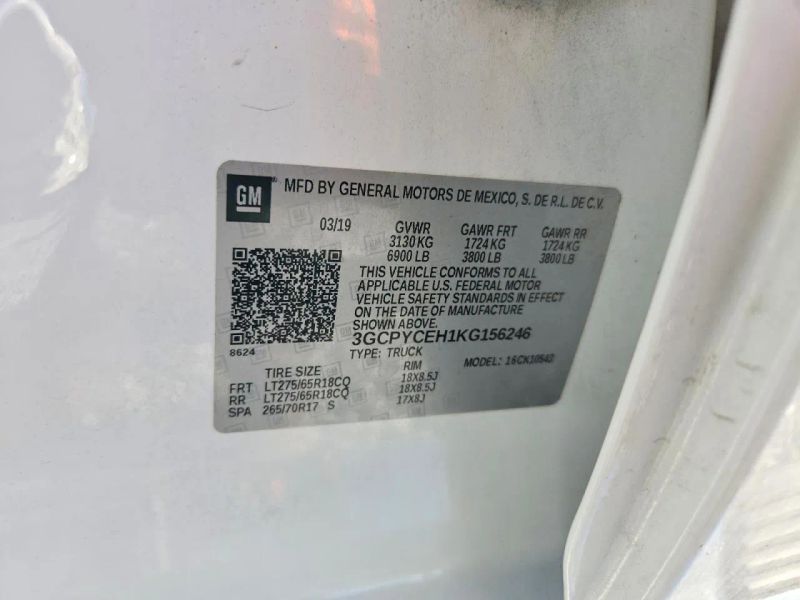 GM MFD BY GENERAL MOTORS DE MEXICO, S. DE R.L. DE C.V.
03/19 GVWR GAWR FRT GAWR RR
3130 KG 1724 KG 1724 KG
6900 LB 3800 LB 3800 LB
THIS VEHICLE CONFORMS TO ALL
APPLICABLE U.S. FEDERAL MOTOR
VEHICLE SAFETY STANDARDS IN EFFECT
ON THE DATE OF MANUFACTURE
SHOWN ABOVE.
3GCPYCEH1KG156246
8624 TYPE: TRUCK MODEL:
TIRE SIZE RIM
FRT LT275/65R18CQ 18X8.5J
RR LT275/65R18CQ 18X8.5J
SPA 265/70R17 S 17X8J